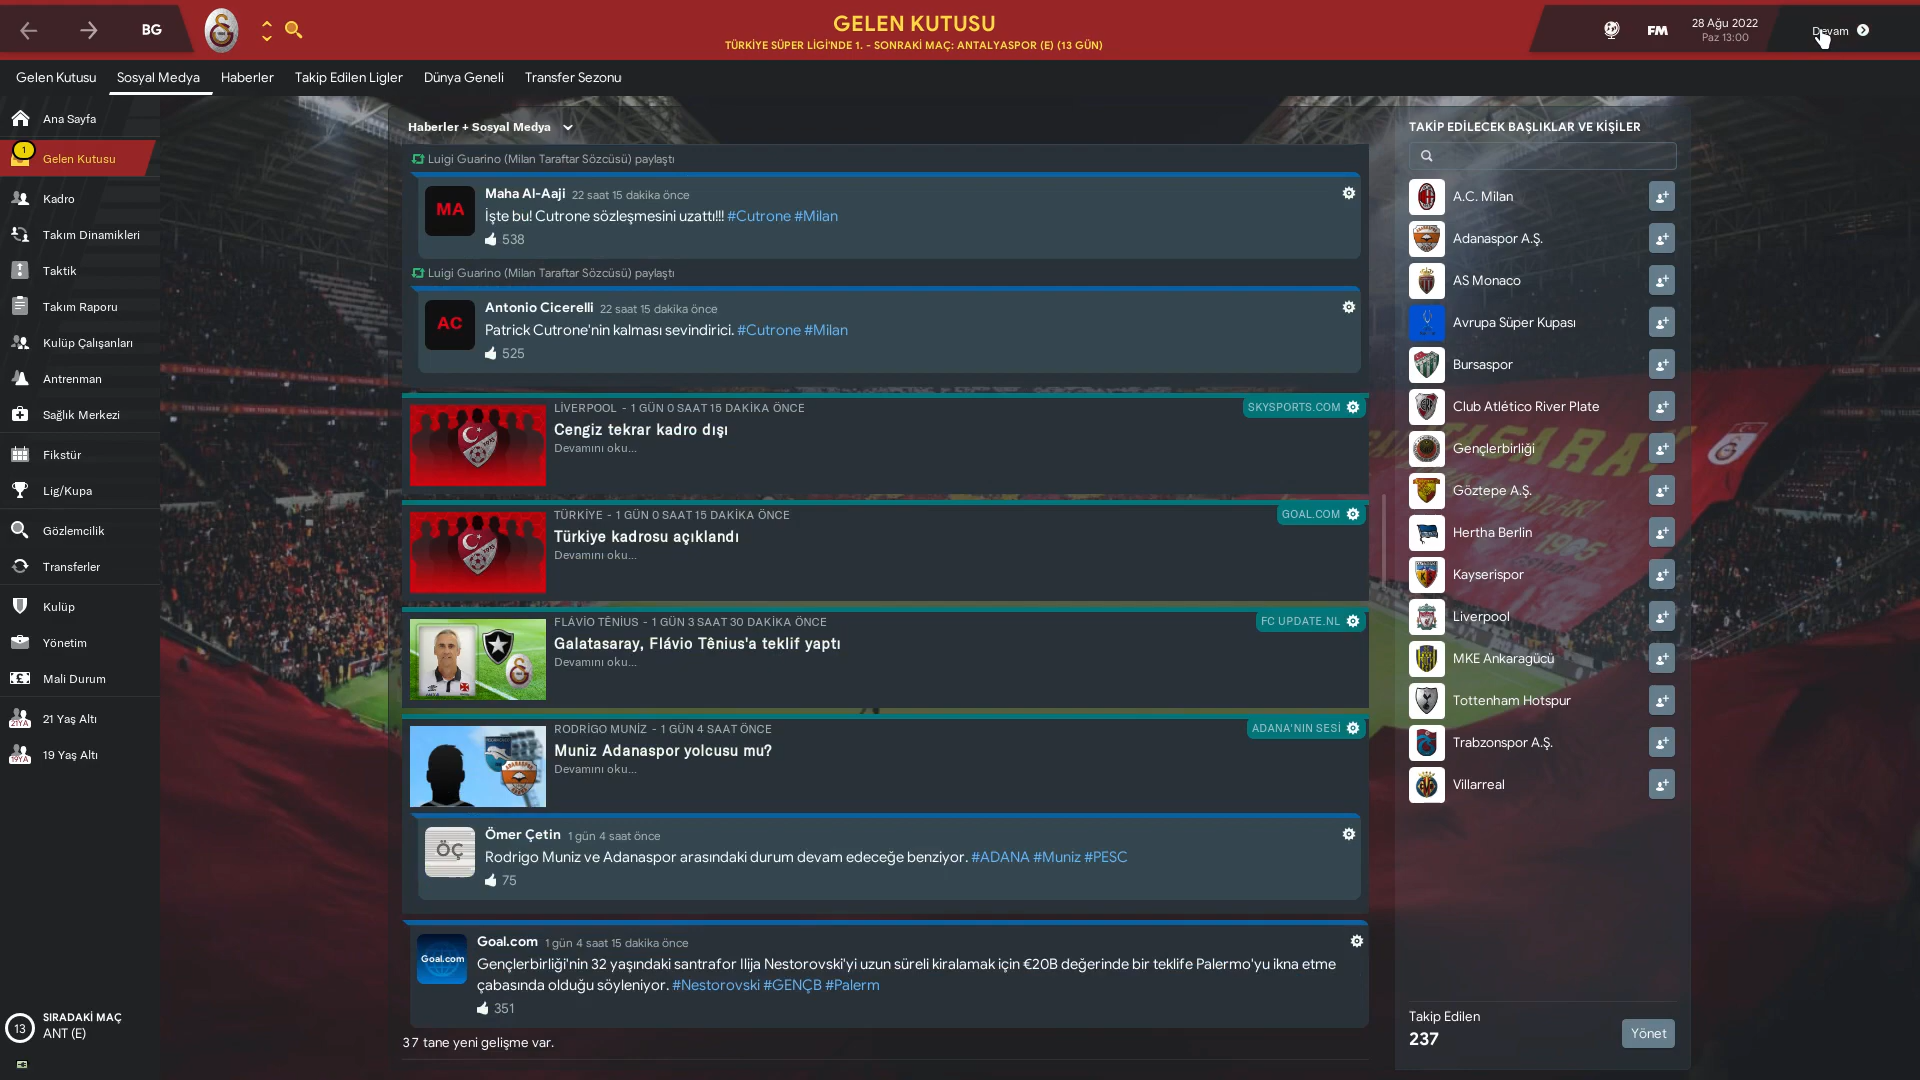 BG
GELEN KUTUSU
TÜRKİYE SÜPER LİGİ'NDE 1. - SONRAKİ MAÇ: ANTALYASPOR (E) (13 GÜN)
FM
28 Ağu 2022
Paz 13:00
Devam
Gelen Kutusu
Sosyal Medya
Haberler
Takip Edilen Ligler
Dünya Geneli
Transfer Sezonu
Ana Sayfa
1
Gelen Kutusu
Kadro
Takım Dinamikleri
Taktik
Takım Raporu
Kulüp Çalışanları
Antrenman
Sağlık Merkezi
Fikstür
Lig/Kupa
Gözlemcilik
Transferler
Kulüp
Yönetim
Mali Durum
21YA
21 Yaş Altı
19YA
19 Yaş Altı
13
SIRADAKİ MAÇ
ANT (E)
Haberler + Sosyal Medya
Luigi Guarino (Milan Taraftar Sözcüsü) paylaştı
MA
Maha Al-Aaji 22 saat 15 dakika önce
İşte bu! Cutrone sözleşmesini uzattı!!! #Cutrone #Milan
538
Luigi Guarino (Milan Taraftar Sözcüsü) paylaştı
AC
Antonio Cicerelli 22 saat 15 dakika önce
Patrick Cutrone'nin kalması sevindirici. #Cutrone #Milan
525
LİVERPOOL - 1 GÜN 0 SAAT 15 DAKİKA ÖNCE
SKYSPORTS.COM
Cengiz tekrar kadro dışı
Devamını oku...
TÜRKİYE - 1 GÜN 0 SAAT 15 DAKİKA ÖNCE
GOAL.COM
Türkiye kadrosu açıklandı
Devamını oku...
FLÁVIO TÊNIUS - 1 GÜN 3 SAAT 30 DAKİKA ÖNCE
FC UPDATE.NL
Galatasaray, Flávio Tênius'a teklif yaptı
Devamını oku...
RODRİGO MUNİZ - 1 GÜN 4 SAAT ÖNCE
ADANA'NIN SESİ
Muniz Adanaspor yolcusu mu?
Devamını oku...
ÖÇ
Ömer Çetin 1 gün 4 saat önce
Rodrigo Muniz ve Adanaspor arasındaki durum devam edeceğe benziyor. #ADANA #Muniz #PESC
75
Goal.com
Goal.com 1 gün 4 saat 15 dakika önce
Gençlerbirliği'nin 32 yaşındaki santrafor Ilija Nestorovski'yi uzun süreli kiralamak için €20B değerinde bir teklife Palermo'yu ikna etme
çabasında olduğu söyleniyor. #Nestorovski #GENÇB #Palerm
351
37 tane yeni gelişme var.
TAKİP EDİLECEK BAŞLIKLAR VE KİŞİLER
A.C. Milan
Adanaspor A.Ş.
AS Monaco
Avrupa Süper Kupası
Bursaspor
Club Atlético River Plate
Gençlerbirliği
Göztepe A.Ş.
Hertha Berlin
Kayserispor
Liverpool
MKE Ankaragücü
Tottenham Hotspur
Trabzonspor A.Ş.
Villarreal
Takip Edilen
237
Yönet